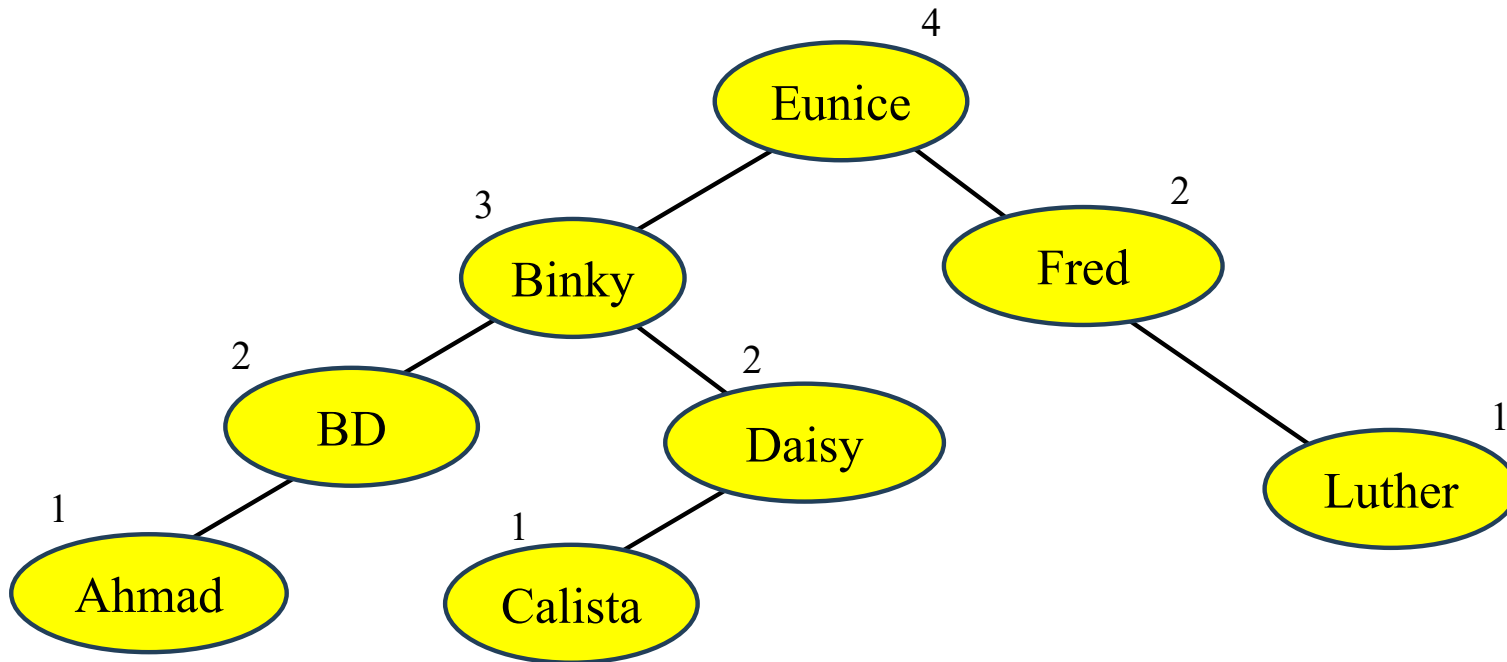 4
Eunice
3
2
Binky
Fred
2
2
BD
Daisy
1
Luther
1
1
Ahmad
Calista